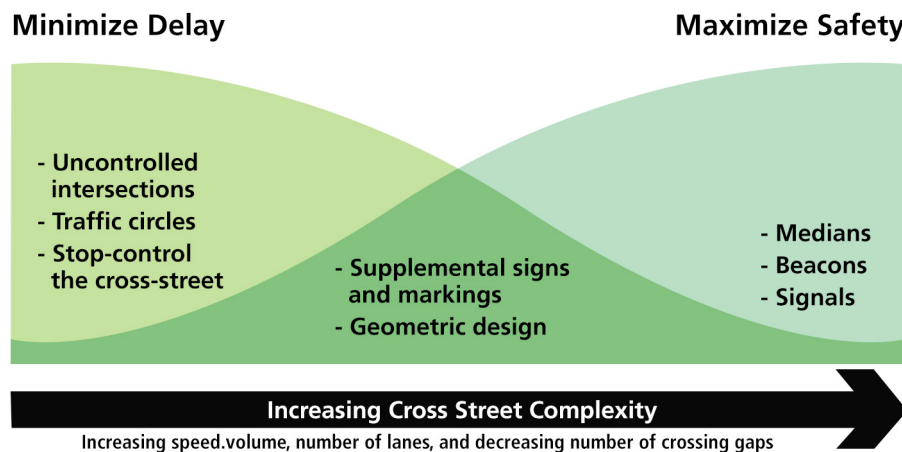 Minimize Delay
Maximize Safety
- Uncontrolled
intersections
- Traffic circles
- Stop-control
the cross-street
- Supplemental signs
and markings
- Geometric design
- Medians
- Beacons
- Signals
Increasing Cross Street Complexity
Increasing speed.volume, number of lanes, and decreasing number of crossing gaps